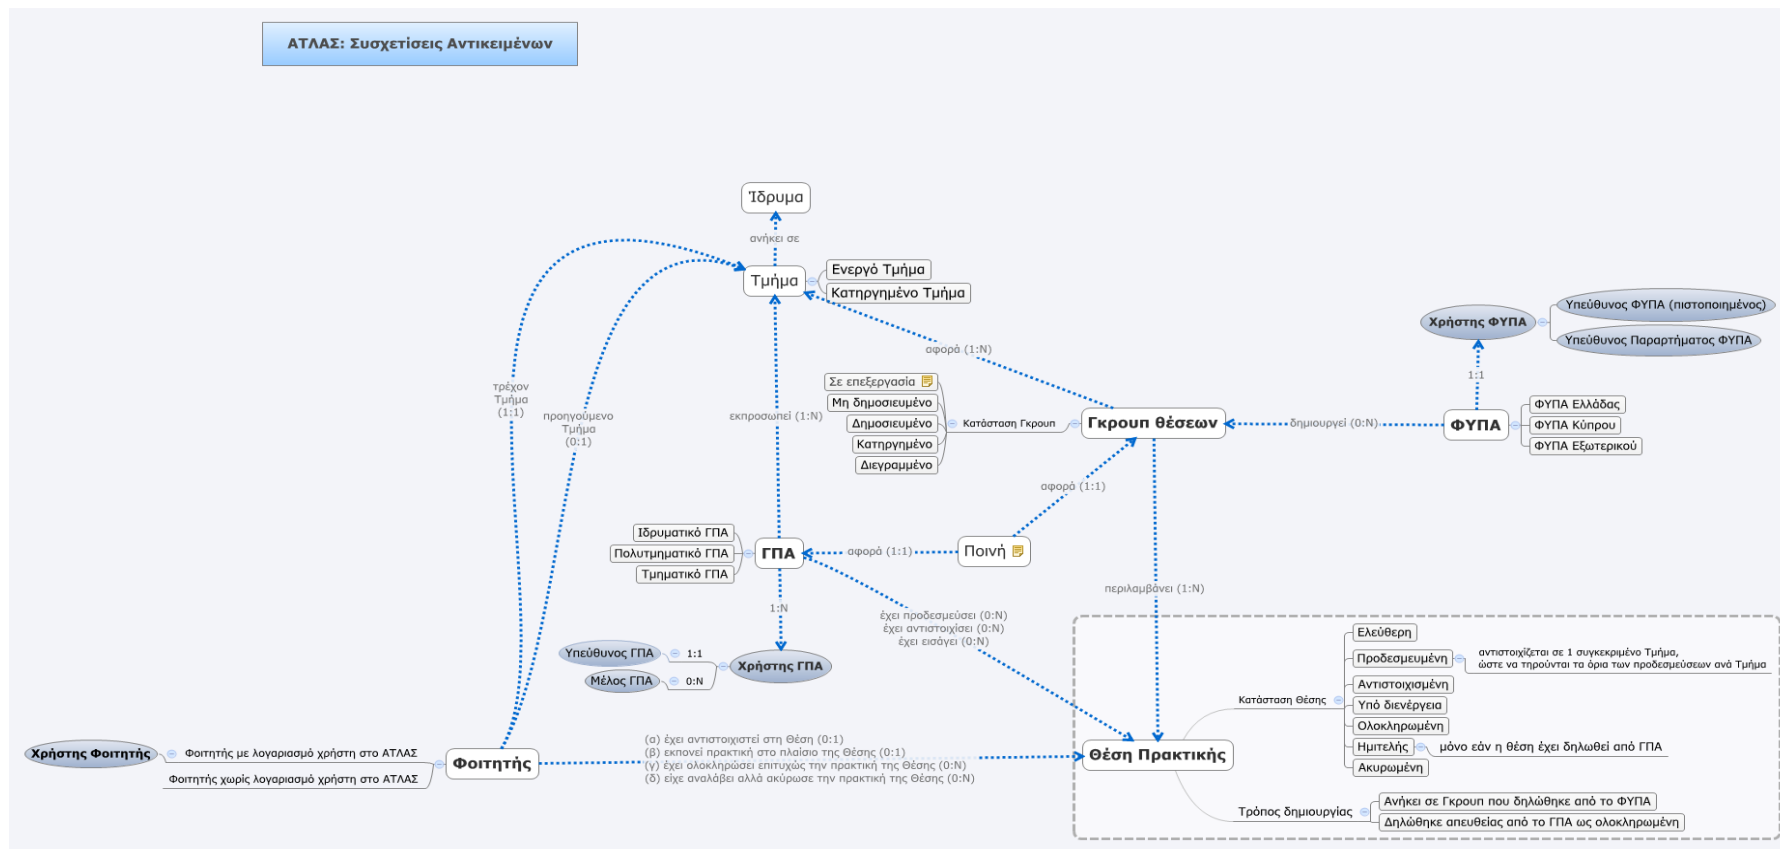 ΑΤΛΑΣ: Συσχετίσεις Αντικειμένων
Ίδρυμα
ανήκει σε
Τμήμα
Ενεργό Τμήμα
Κατηργημένο Τμήμα
τρέχον
Τμήμα
(1:1)
προηγούμενο
Τμήμα
(0:1)
εκπροσωπεί (1:N)
αφορά (1:N)
Σε επεξεργασία
Μη δημοσιευμένο
Δημοσιευμένο
Κατηργημένο
Διεγραμμένο
Κατάσταση Γκρουπ
Γκρουπ θέσεων
δημιουργεί (0:N)
Χρήστης ΦΥΠΑ
Υπεύθυνος ΦΥΠΑ (πιστοποιημένος)
Υπεύθυνος Παραρτήματος ΦΥΠΑ
1:1
ΦΥΠΑ
ΦΥΠΑ Ελλάδας
ΦΥΠΑ Κύπρου
ΦΥΠΑ Εξωτερικού
αφορά (1:1)
Ποινή
αφορά (1:1)
Ιδρυματικό ΓΠΑ
Πολυτμηματικό ΓΠΑ
Τμηματικό ΓΠΑ
ΓΠΑ
1:N
Χρήστης ΓΠΑ
Υπεύθυνος ΓΠΑ
1:1
Μέλος ΓΠΑ
0:N
έχει προδεσμεύσει (0:N)
έχει αντιστοιχίσει (0:N)
έχει εισάγει (0:N)
περιλαμβάνει (1:N)
Χρήστης Φοιτητής
Φοιτητής με λογαριασμό χρήστη στο ΑΤΛΑΣ
Φοιτητής χωρίς λογαριασμό χρήστη στο ΑΤΛΑΣ
Φοιτητής
(α) έχει αντιστοιχιστεί στη Θέση (0:1)
(β) εκπονεί πρακτική στο πλαίσιο της Θέσης (0:1)
(γ) έχει ολοκληρώσει επιτυχώς την πρακτική της Θέσης (0:N)
(δ) είχε αναλάβει αλλά ακύρωσε την πρακτική της Θέσης (0:N)
Θέση Πρακτικής
Κατάσταση Θέσης
Ελεύθερη
Προδεσμευμένη
αντιστοιχίζεται σε 1 συγκεκριμένο Τμήμα,
ώστε να τηρούνται τα όρια των προδεσμεύσεων ανά Τμήμα
Αντιστοιχισμένη
Υπό διενέργεια
Ολοκληρωμένη
Ημιτελής
μόνο εάν η θέση έχει δηλωθεί από ΓΠΑ
Ακυρωμένη
Τρόπος δημιουργίας
Ανήκει σε Γκρουπ που δηλώθηκε από το ΦΥΠΑ
Δηλώθηκε απευθείας από το ΓΠΑ ως ολοκληρωμένη